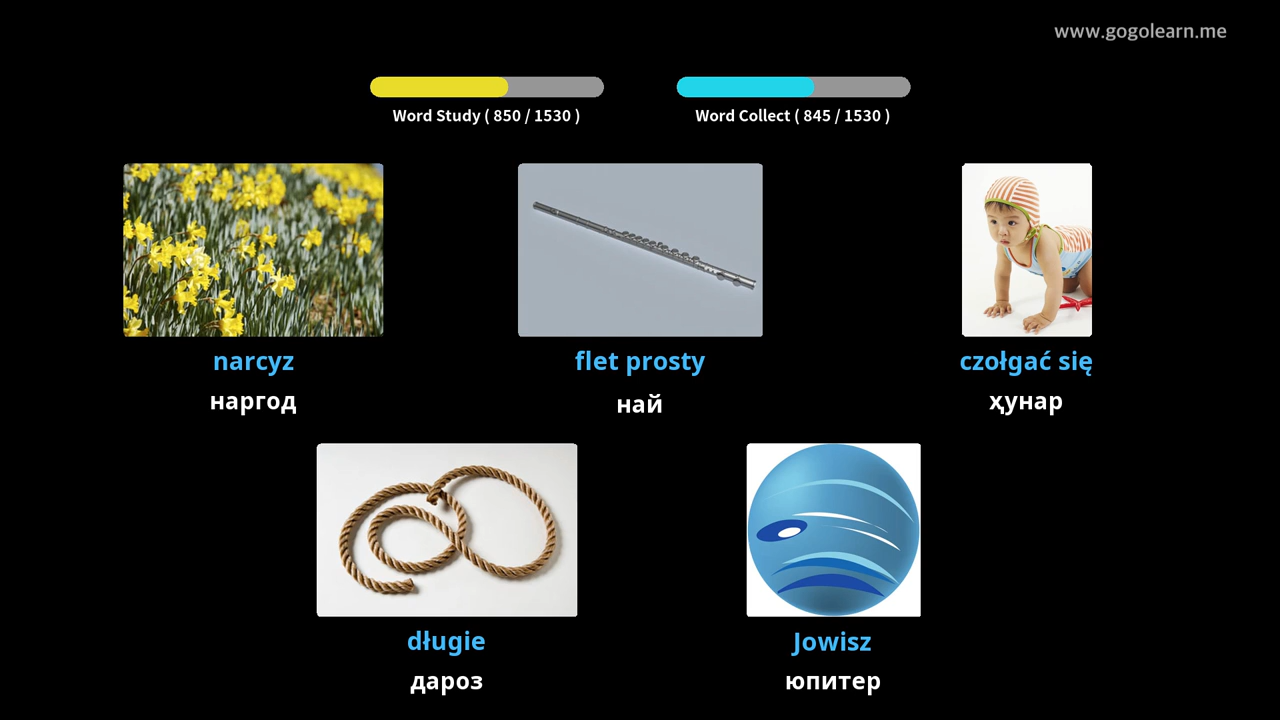 www.gogolearn.me
Word Study ( 850 / 1530 )
Word Collect ( 845 / 1530 )
narcyz
flet prosty
czołgać się
наргод
най
ҳунар
długie
Jowisz
дароз
юпитер